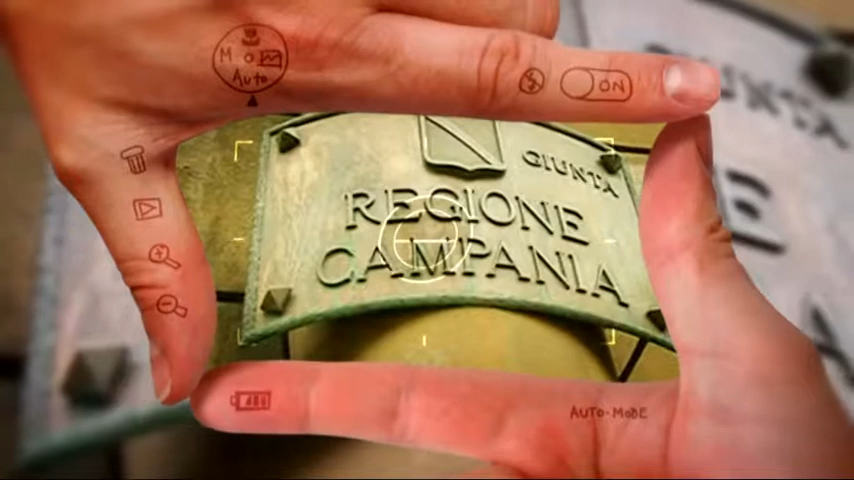 M
Auto
ON
GIUNTA
REGIONE
CAMPANIA
AUTO-MODE